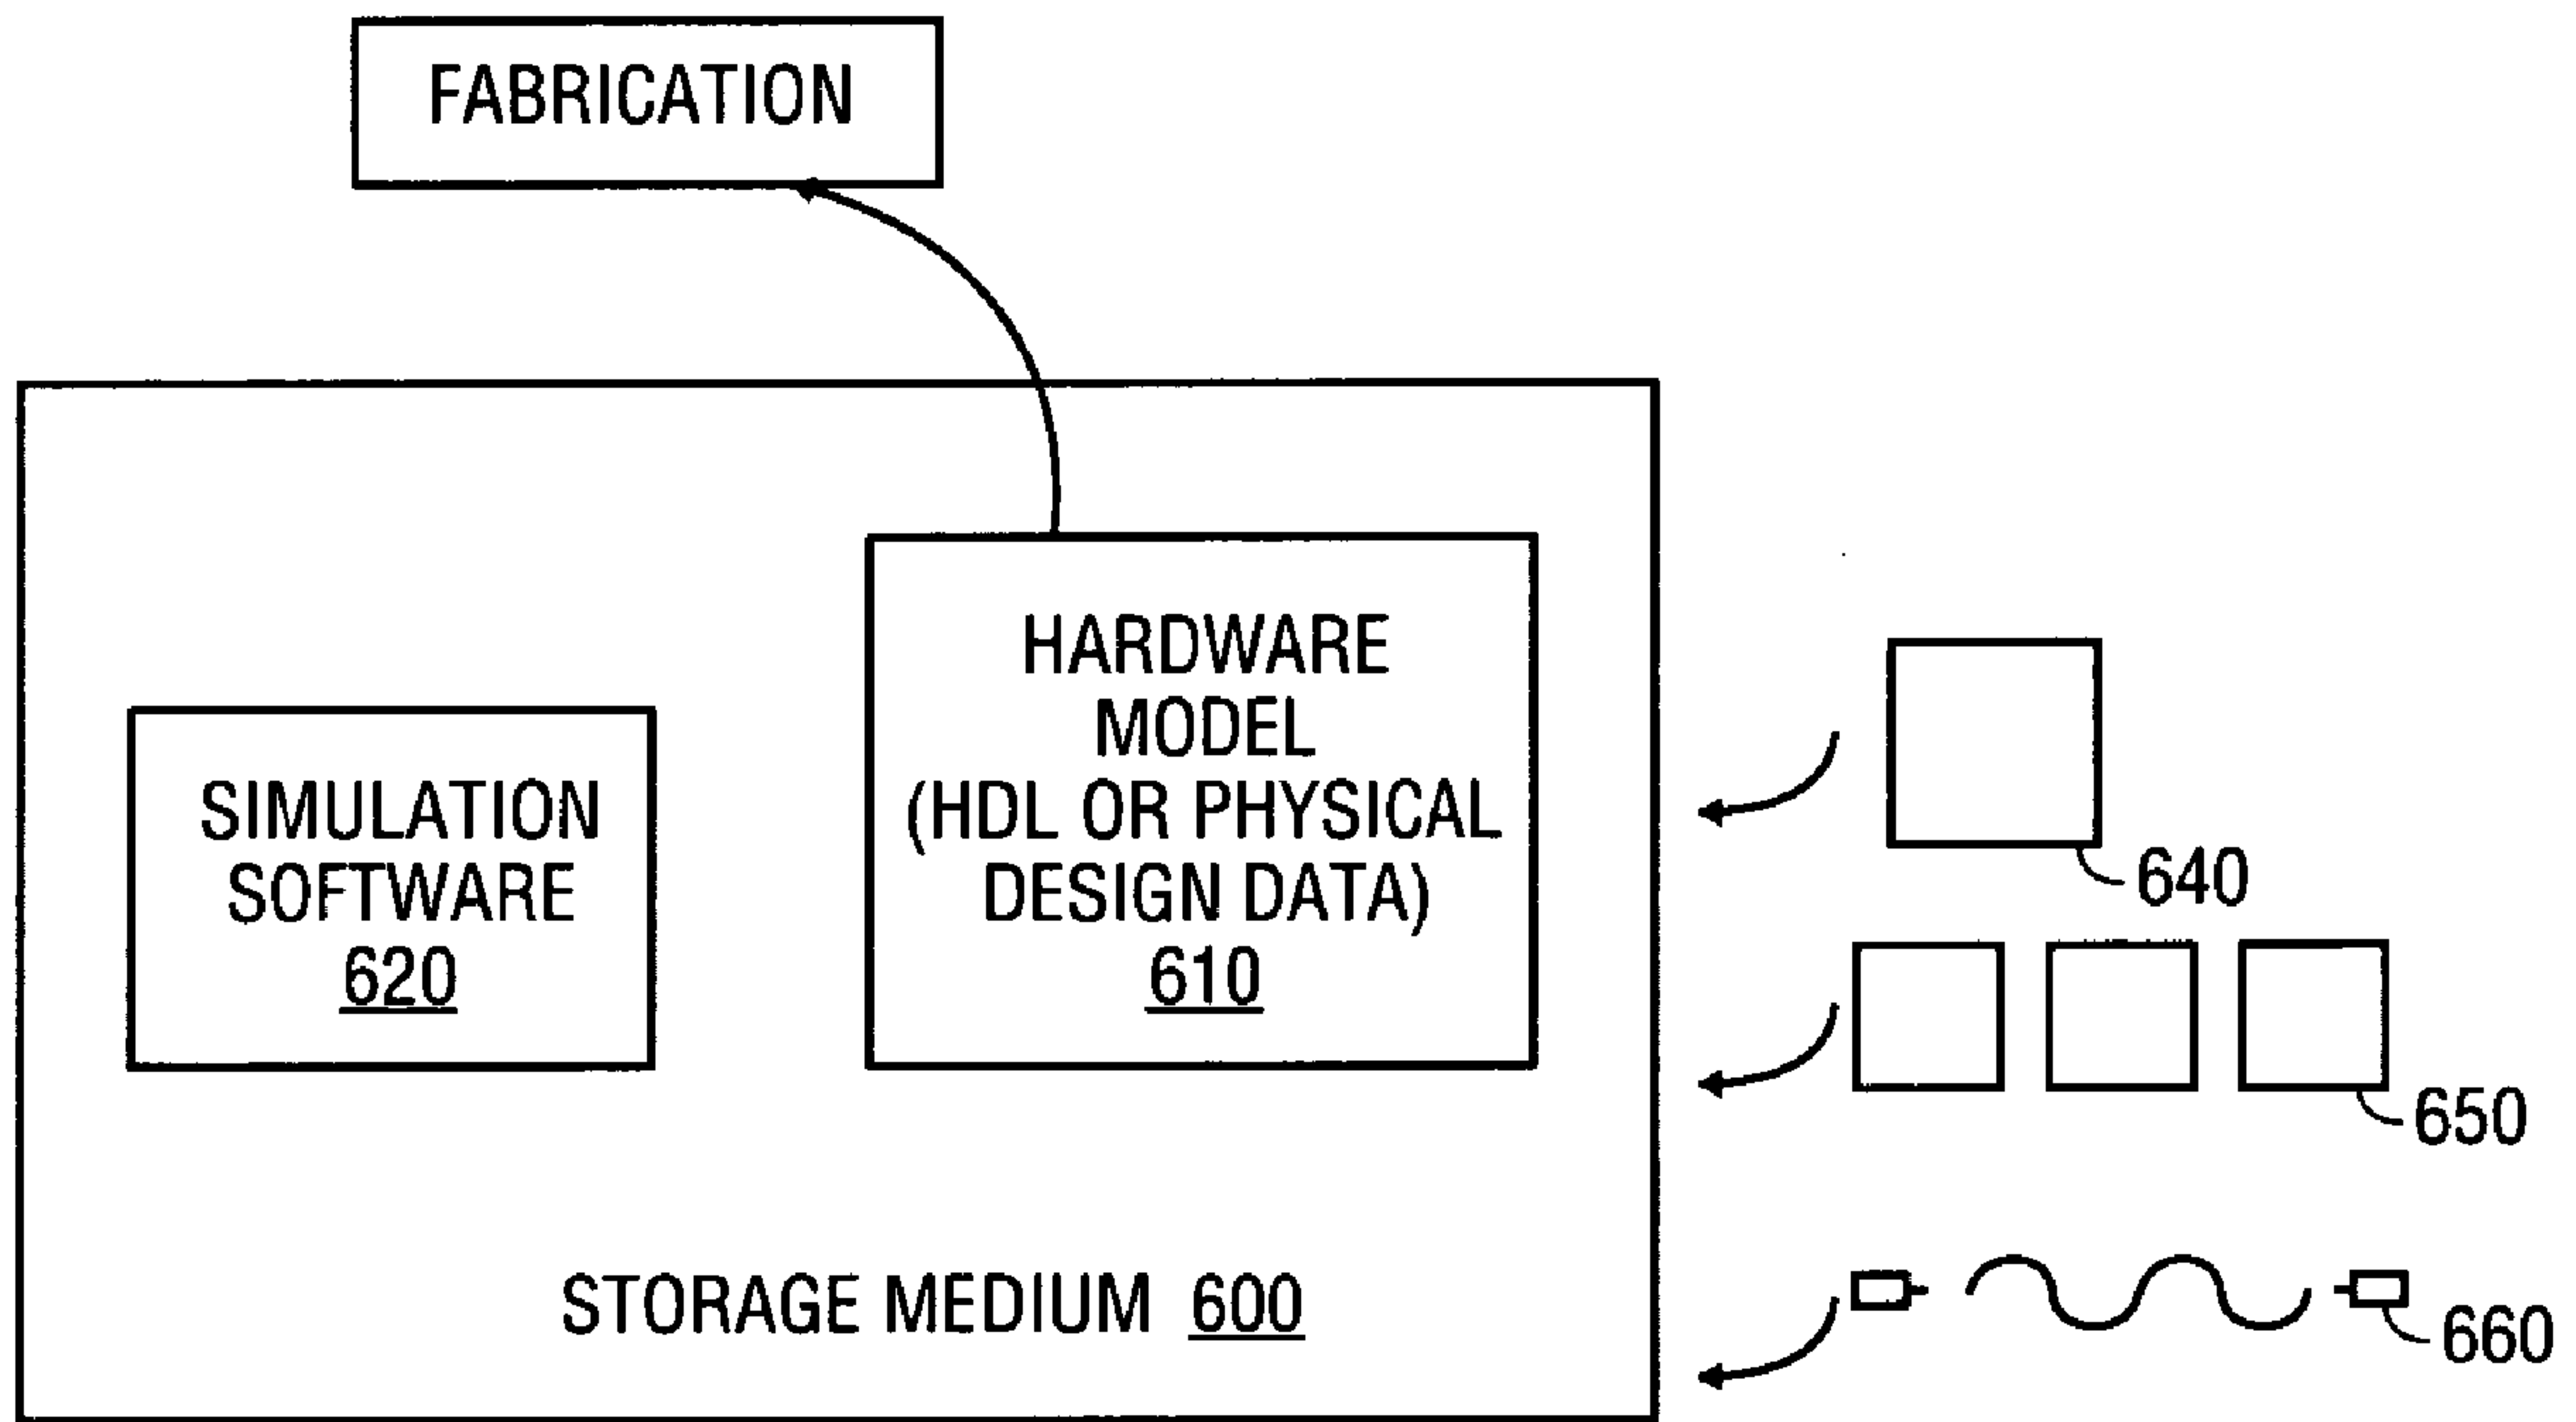 FABRICATION
SIMULATION
SOFTWARE
620
HARDWARE
MODEL
(HDL OR PHYSICAL
DESIGN DATA)
610
STORAGE MEDIUM 600
640
650
660